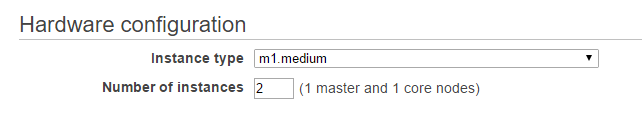 Hardware configuration
Instance type m1.medium
Number of instances 2 (1 master and 1 core nodes)